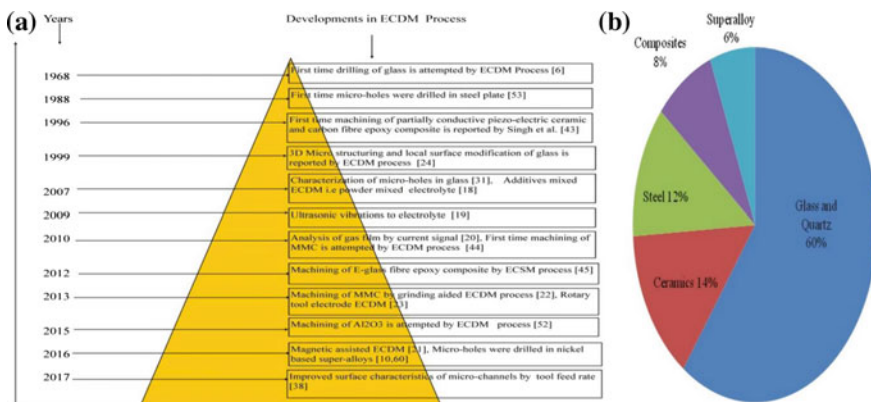 (a)
Years
Developments in ECDM Process
1968
First time drilling of glass is attempted by ECDM Process [6]
1988
First time micro-holes were drilled in steel plate [53]
1996
First time machining of partially conductive piezo-electric ceramic
and carbon fibre epoxy composite is reported by Singh et al. [43]
1999
3D Micro structuring and local surface modification of glass is
reported by ECDM process [24]
2007
Characterization of micro-holes in glass [31], Additives mixed
ECDM i.e powder mixed electrolyte [18]
2009
Ultrasonic vibrations to electrolyte [19]
2010
Analysis of gas film by current signal [20], First time machining of
MMC is attempted by ECDM process [44]
2012
Machining of E-glass fibre epoxy composite by ECSM process [45]
2013
Machining of MMC by grinding aided ECDM process [22], Rotary
tool electrode ECDM [23]
2015
Machining of Al2O3 is attempted by ECDM process [52]
2016
Magnetic assisted ECDM [21], Micro-holes were drilled in nickel
based super-alloys [10,60]
2017
Improved surface characteristics of micro-channels by tool feed rate
[38]
(b)
Superalloy
6%
Composites
8%
Steel 12%
Ceramics 14%
Glass and
Quartz
60%